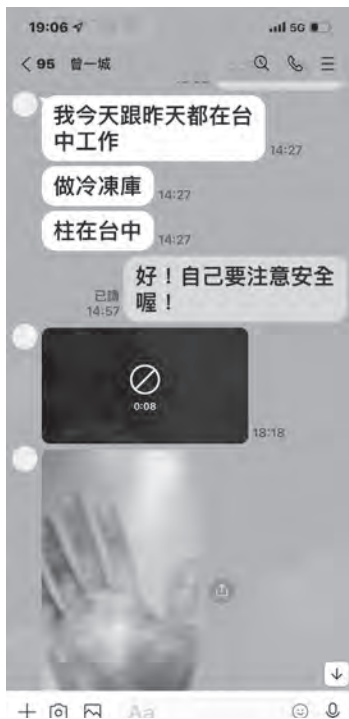 19:06
5G
95 曾一城
我今天跟昨天都在台
中工作
14:27
做冷凍庫
14:27
柱在台中
14:27
好！自己要注意安全
喔！
已讀
14:57
0:08
18:18
Aa